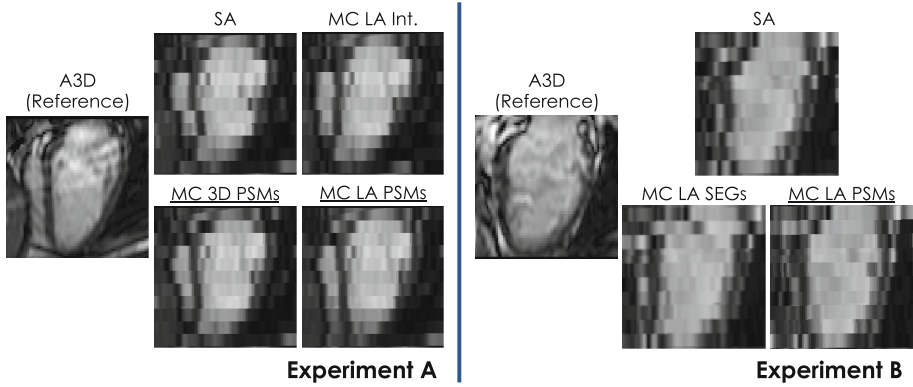 SA
MC LA Int.
A3D
(Reference)
MC 3D PSMs
MC LA PSMs
Experiment A
SA
A3D
(Reference)
MC LA SEGs
MC LA PSMs
Experiment B